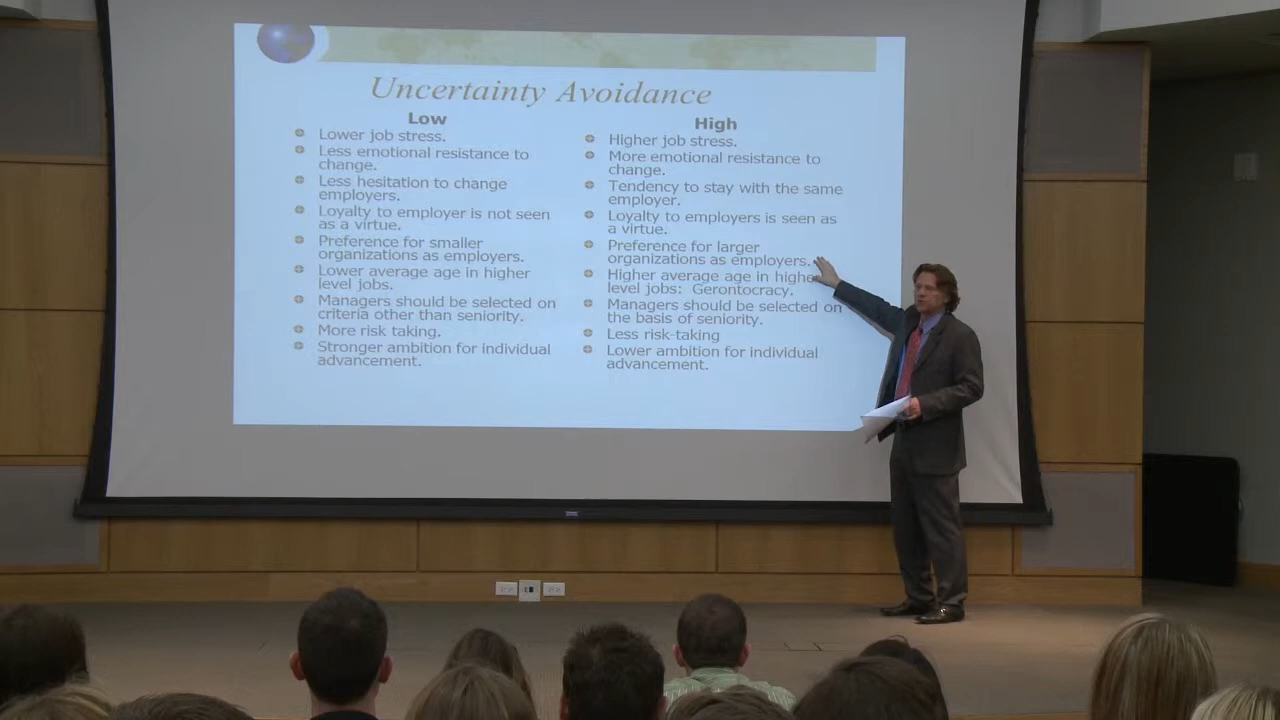 Uncertainty Avoidance
Low
Lower job stress.
Less emotional resistance to
change.
Less hesitation to change
employers.
Loyalty to employer is not seen
as a virtue.
Preference for smaller
organizations as employers.
Lower average age in higher
level jobs.
Managers should be selected on
criteria other than seniority.
More risk taking.
Stronger ambition for individual
advancement.
High
Higher job stress.
More emotional resistance to
change.
Tendency to stay with the same
employer.
Loyalty to employers is seen as
a virtue.
Preference for larger
organizations as employers.
Higher average age in higher
level jobs: Gerontocracy.
Managers should be selected on
the basis of seniority.
Less risk-taking
Lower ambition for individual
advancement.